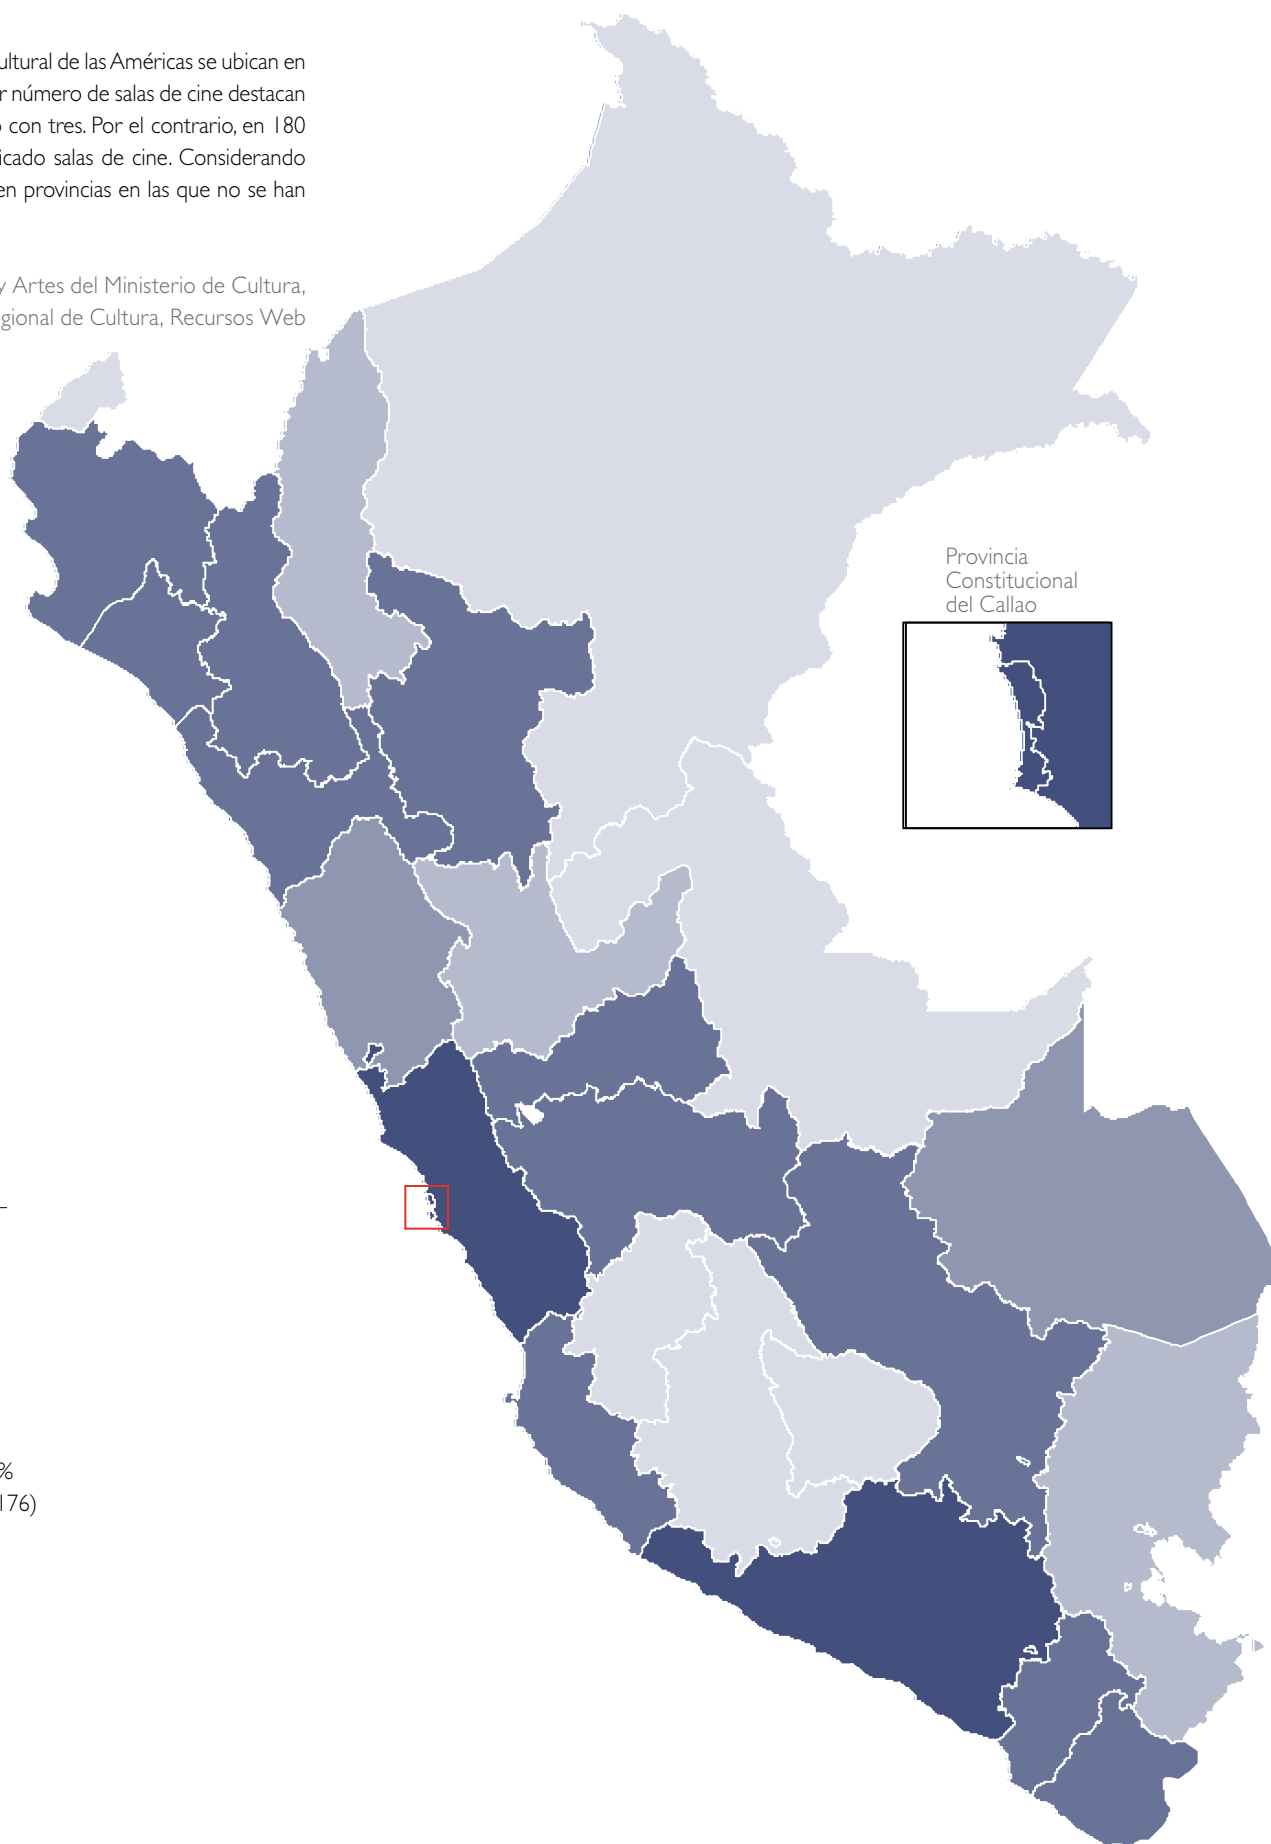 ultural de las Américas se ubican en
r número de salas de cine destacan
con tres. Por el contrario, en 180
icado salas de cine. Considerando
en provincias en las que no se han
y Artes del Ministerio de Cultura,
gional de Cultura, Recursos Web
Provincia
Constitucional
del Callao
%
176)